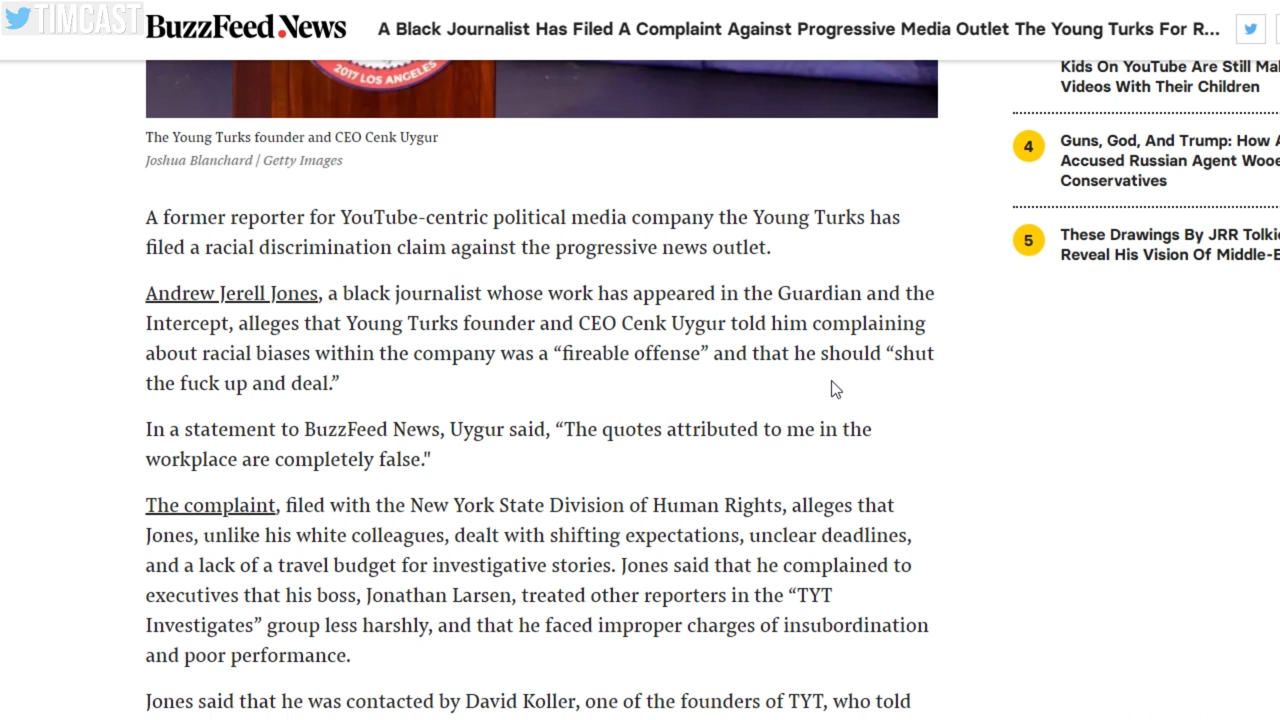 TIMCAST
BuzzFeed.News
A Black Journalist Has Filed A Complaint Against Progressive Media Outlet The Young Turks For R...
2017 LOS ANGELES
Kids On YouTube Are Still Mak
Videos With Their Children
4
Guns, God, And Trump: How A
Accused Russian Agent Wooe
Conservatives
5
These Drawings By JRR Tolkie
Reveal His Vision Of Middle-E
The Young Turks founder and CEO Cenk Uygur
Joshua Blanchard / Getty Images
A former reporter for YouTube-centric political media company the Young Turks has
filed a racial discrimination claim against the progressive news outlet.
Andrew Jerell Jones, a black journalist whose work has appeared in the Guardian and the
Intercept, alleges that Young Turks founder and CEO Cenk Uygur told him complaining
about racial biases within the company was a “fireable offense” and that he should “shut
the fuck up and deal.”
In a statement to BuzzFeed News, Uygur said, “The quotes attributed to me in the
workplace are completely false."
The complaint, filed with the New York State Division of Human Rights, alleges that
Jones, unlike his white colleagues, dealt with shifting expectations, unclear deadlines,
and a lack of a travel budget for investigative stories. Jones said that he complained to
executives that his boss, Jonathan Larsen, treated other reporters in the “TYT
Investigates” group less harshly, and that he faced improper charges of insubordination
and poor performance.
Jones said that he was contacted by David Koller, one of the founders of TYT, who told